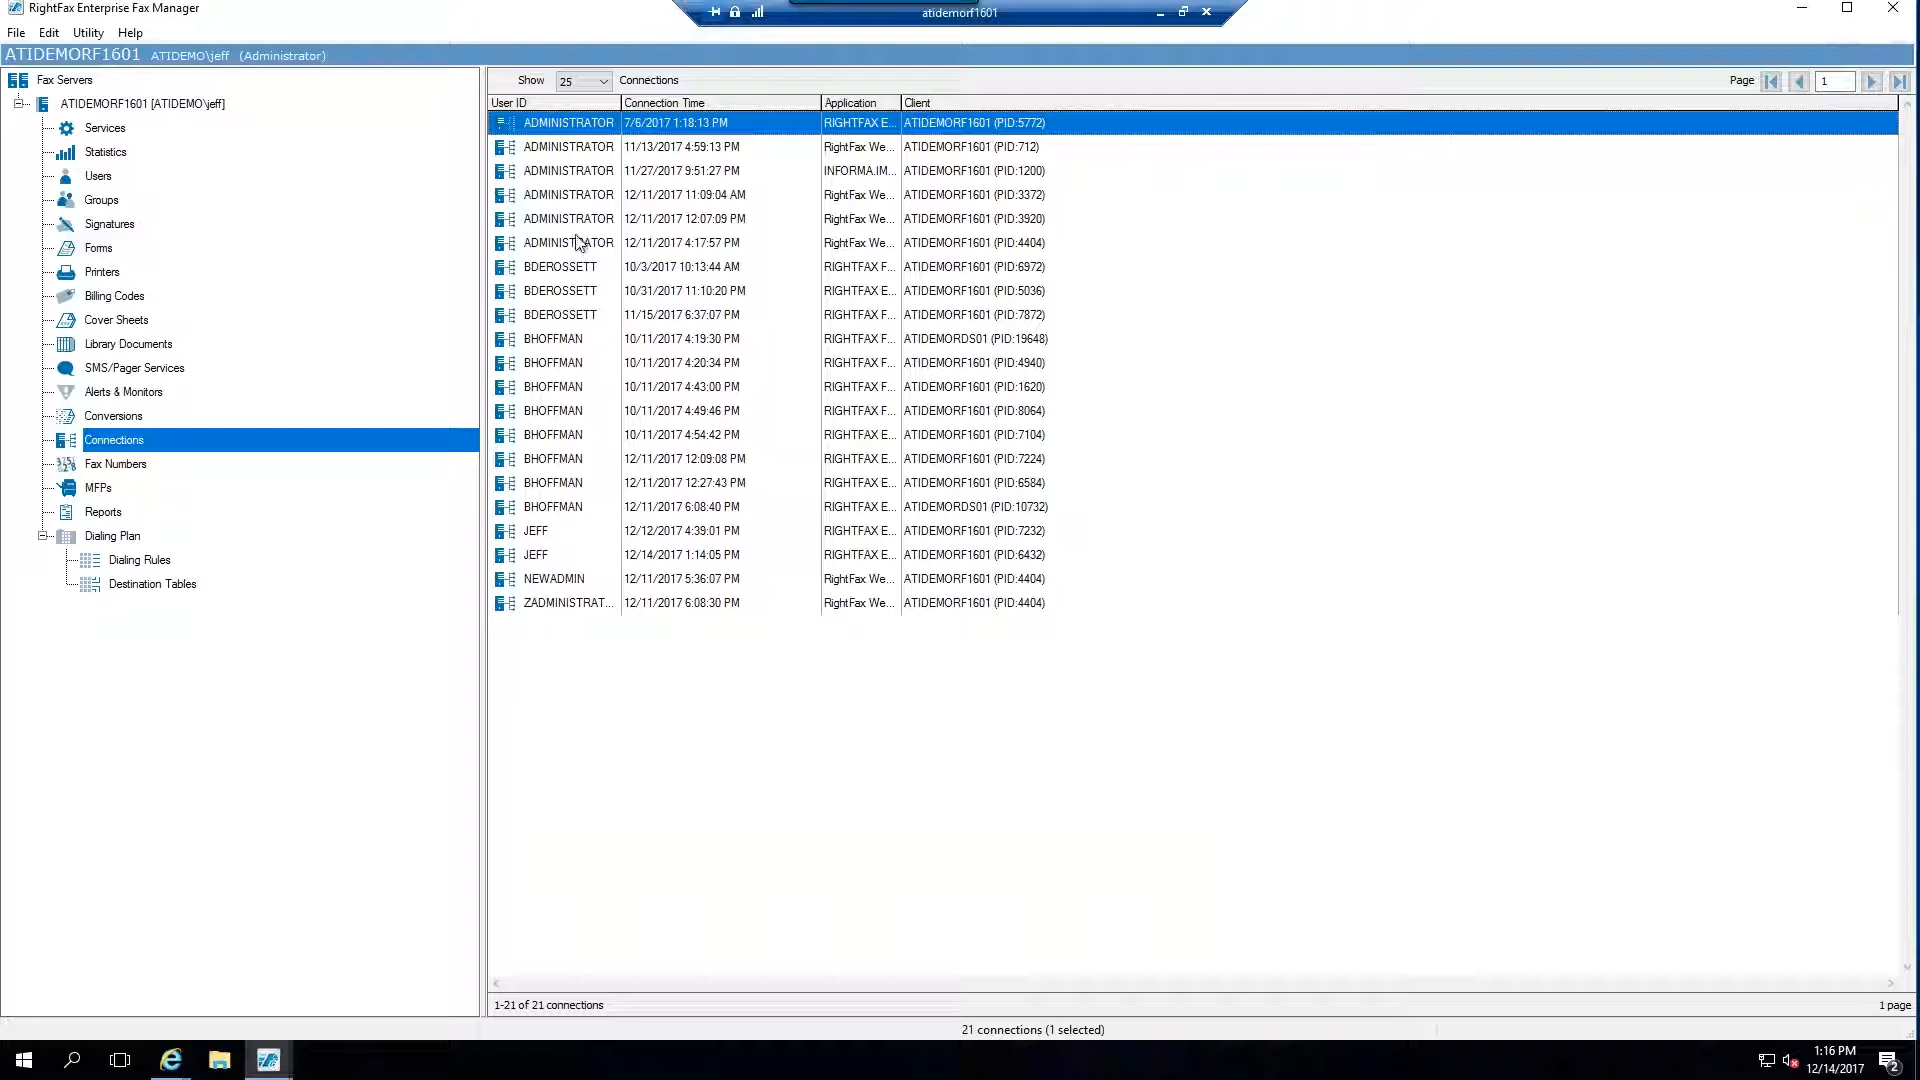 RightFax Enterprise Fax Manager
atidemorf1601
File Edit Utility Help
ATIDEMORF1601 ATIDEMO\jeff (Administrator)
Fax Servers
ATIDEMORF1601 [ATIDEMO\jeff]
Services
Statistics
Users
Groups
Signatures
Forms
Printers
Billing Codes
Cover Sheets
Library Documents
SMS/Pager Services
Alerts & Monitors
Conversions
Connections
Fax Numbers
MFPs
Reports
Dialing Plan
Dialing Rules
Destination Tables
Show 25 Connections Page 1
User ID Connection Time Application Client
ADMINISTRATOR 7/6/2017 1:18:13 PM RIGHTFAX E... ATIDEMORF1601 (PID:5772)
ADMINISTRATOR 11/13/2017 4:59:13 PM RightFax We... ATIDEMORF1601 (PID:712)
ADMINISTRATOR 11/27/2017 9:51:27 PM INFORMA.IM... ATIDEMORF1601 (PID:1200)
ADMINISTRATOR 12/11/2017 11:09:04 AM RightFax We... ATIDEMORF1601 (PID:3372)
ADMINISTRATOR 12/11/2017 12:07:09 PM RightFax We... ATIDEMORF1601 (PID:3920)
ADMINISTRATOR 12/11/2017 4:17:57 PM RightFax We... ATIDEMORF1601 (PID:4404)
BDEROSSETT 10/3/2017 10:13:44 AM RIGHTFAX F... ATIDEMORF1601 (PID:6972)
BDEROSSETT 10/31/2017 11:10:20 PM RIGHTFAX E... ATIDEMORF1601 (PID:5036)
BDEROSSETT 11/15/2017 6:37:07 PM RIGHTFAX F... ATIDEMORF1601 (PID:7872)
BHOFFMAN 10/11/2017 4:19:30 PM RIGHTFAX F... ATIDEMORDS01 (PID:19648)
BHOFFMAN 10/11/2017 4:20:34 PM RIGHTFAX F... ATIDEMORF1601 (PID:4940)
BHOFFMAN 10/11/2017 4:43:00 PM RIGHTFAX F... ATIDEMORF1601 (PID:1620)
BHOFFMAN 10/11/2017 4:49:46 PM RIGHTFAX F... ATIDEMORF1601 (PID:8064)
BHOFFMAN 10/11/2017 4:54:42 PM RIGHTFAX E... ATIDEMORF1601 (PID:7104)
BHOFFMAN 12/11/2017 12:09:08 PM RIGHTFAX E... ATIDEMORF1601 (PID:7224)
BHOFFMAN 12/11/2017 12:27:43 PM RIGHTFAX E... ATIDEMORF1601 (PID:6584)
BHOFFMAN 12/11/2017 6:08:40 PM RIGHTFAX E... ATIDEMORDS01 (PID:10732)
JEFF 12/12/2017 4:39:01 PM RIGHTFAX E... ATIDEMORF1601 (PID:7232)
JEFF 12/14/2017 1:14:05 PM RIGHTFAX E... ATIDEMORF1601 (PID:6432)
NEWADMIN 12/11/2017 5:36:07 PM RightFax We... ATIDEMORF1601 (PID:4404)
ZADMINISTRAT... 12/11/2017 6:08:30 PM RightFax We... ATIDEMORF1601 (PID:4404)
1-21 of 21 connections 1 page
21 connections (1 selected)
1:16 PM
12/14/2017
2